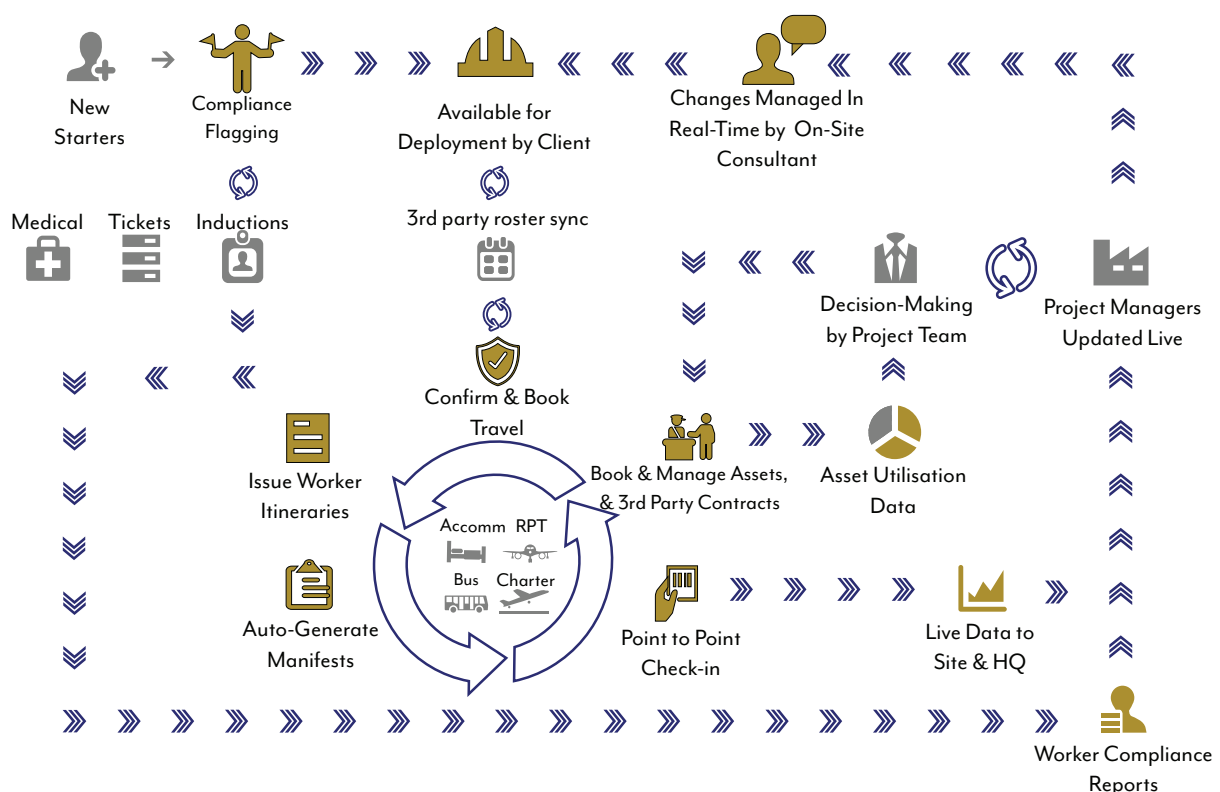 New
Starters
Compliance
Flagging
Available for
Deployment by Client
Changes Managed In
Real-Time by On-Site
Consultant
Medical
Tickets
Inductions
3rd party roster sync
Decision-Making
by Project Team
Project Managers
Updated Live
Confirm & Book
Travel
Issue Worker
Itineraries
Book & Manage Assets,
& 3rd Party Contracts
Asset Utilisation
Data
Accomm
RPT
Bus
Charter
Auto-Generate
Manifests
Point to Point
Check-in
Live Data to
Site & HQ
Worker Compliance
Reports